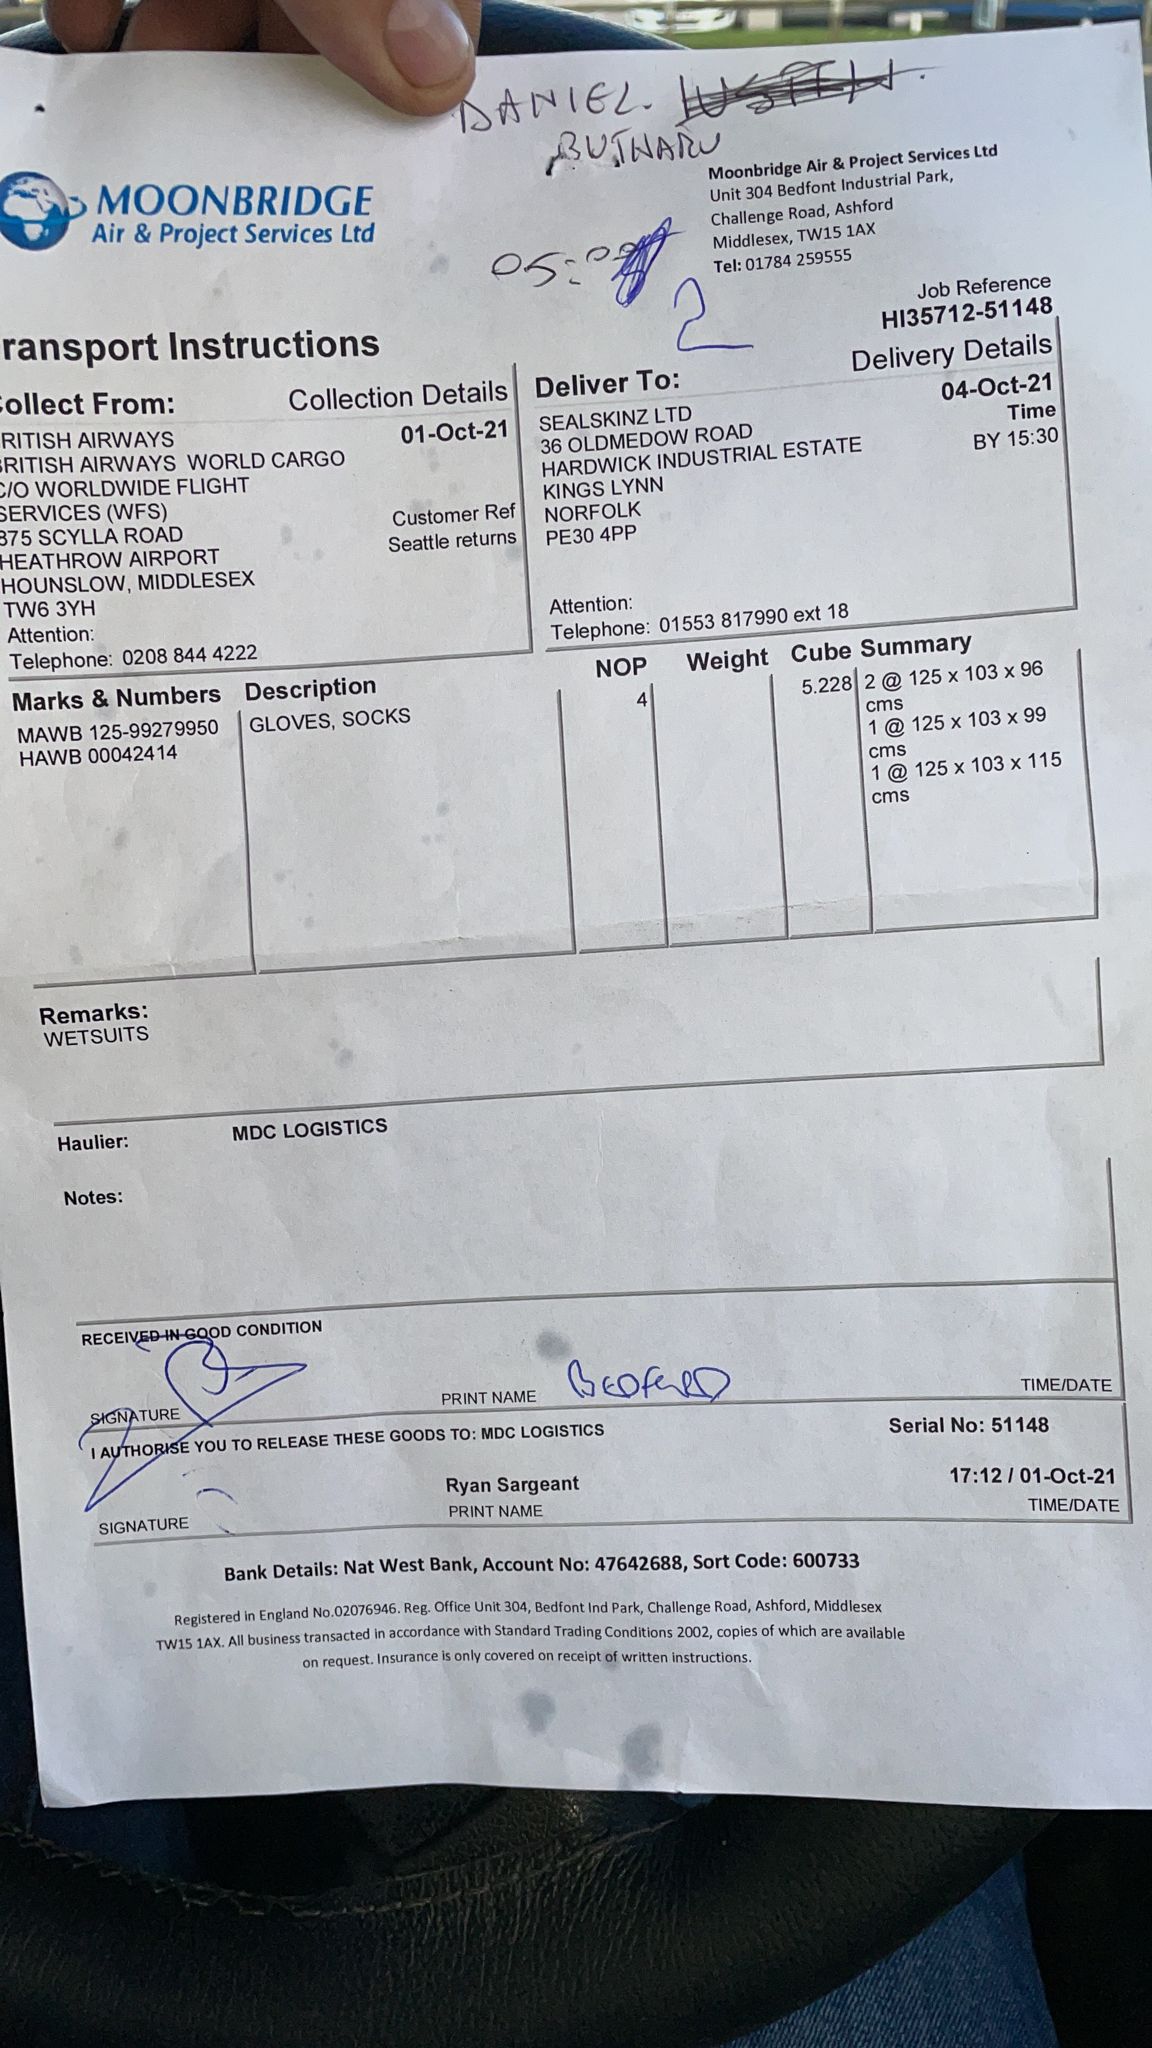 DANIEL.
BUTNARU
MOONBRIDGE
Air & Project Services Ltd
Moonbridge Air & Project Services Ltd
Unit 304 Bedfont Industrial Park,
Challenge Road, Ashford
Middlesex, TW15 1AX
Tel: 01784 259555
05:0
2
Job Reference
HI35712-51148
ransport Instructions
ollect From: Collection Details
01-Oct-21
RITISH AIRWAYS
BRITISH AIRWAYS WORLD CARGO
C/O WORLDWIDE FLIGHT
SERVICES (WFS)
875 SCYLLA ROAD
HEATHROW AIRPORT
HOUNSLOW, MIDDLESEX
TW6 3YH
Customer Ref
Seattle returns
Attention:
Telephone: 0208 844 4222
Deliver To: Delivery Details
04-Oct-21
Time
BY 15:30
SEALSKINZ LTD
36 OLDMEDOW ROAD
HARDWICK INDUSTRIAL ESTATE
KINGS LYNN
NORFOLK
PE30 4PP
Attention:
Telephone: 01553 817990 ext 18
Marks & Numbers Description NOP Weight Cube Summary
MAWB 125-99279950 GLOVES, SOCKS 4 5.228 2 @ 125 x 103 x 96
HAWB 00042414 cms
1 @ 125 x 103 x 99
cms
1 @ 125 x 103 x 115
cms
Remarks:
WETSUITS
Haulier: MDC LOGISTICS
Notes:
RECEIVED IN GOOD CONDITION
SIGNATURE PRINT NAME BEDFORD TIME/DATE
I AUTHORISE YOU TO RELEASE THESE GOODS TO: MDC LOGISTICS Serial No: 51148
Ryan Sargeant 17:12 / 01-Oct-21
SIGNATURE PRINT NAME TIME/DATE
Bank Details: Nat West Bank, Account No: 47642688, Sort Code: 600733
Registered in England No.02076946. Reg. Office Unit 304, Bedfont Ind Park, Challenge Road, Ashford, Middlesex
TW15 1AX. All business transacted in accordance with Standard Trading Conditions 2002, copies of which are available
on request. Insurance is only covered on receipt of written instructions.